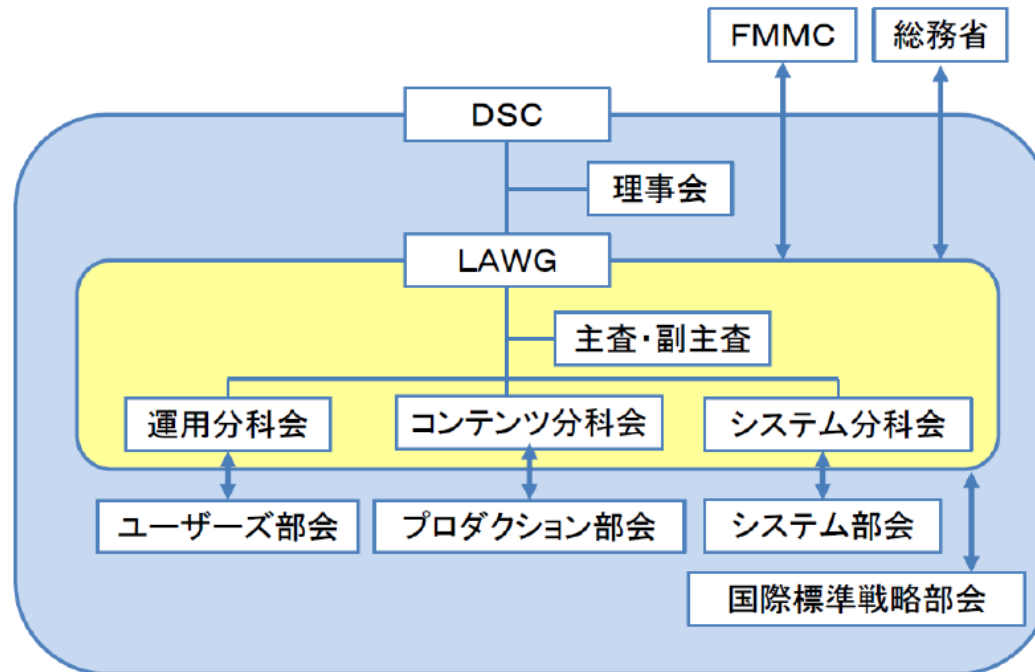 FMMC
総務省
DSC
理事会
LAWG
主査・副主査
運用分科会
コンテンツ分科会
システム分科会
ユーザーズ部会
プロダクション部会
システム部会
国際標準戦略部会